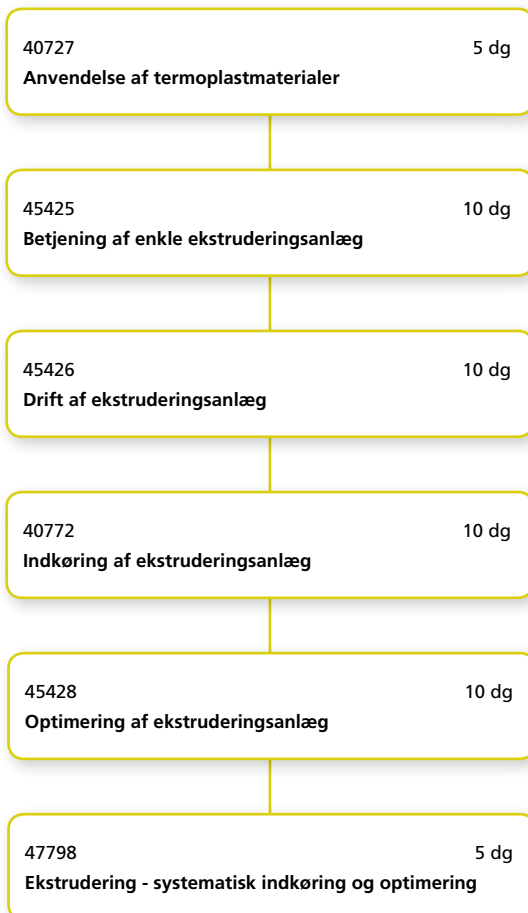 40727 5 dg
Anvendelse af termoplastmaterialer
45425 10 dg
Betjening af enkle ekstruderingsanlæg
45426 10 dg
Drift af ekstruderingsanlæg
40772 10 dg
Indkøring af ekstruderingsanlæg
45428 10 dg
Optimering af ekstruderingsanlæg
47798 5 dg
Ekstrudering - systematisk indkøring og optimering